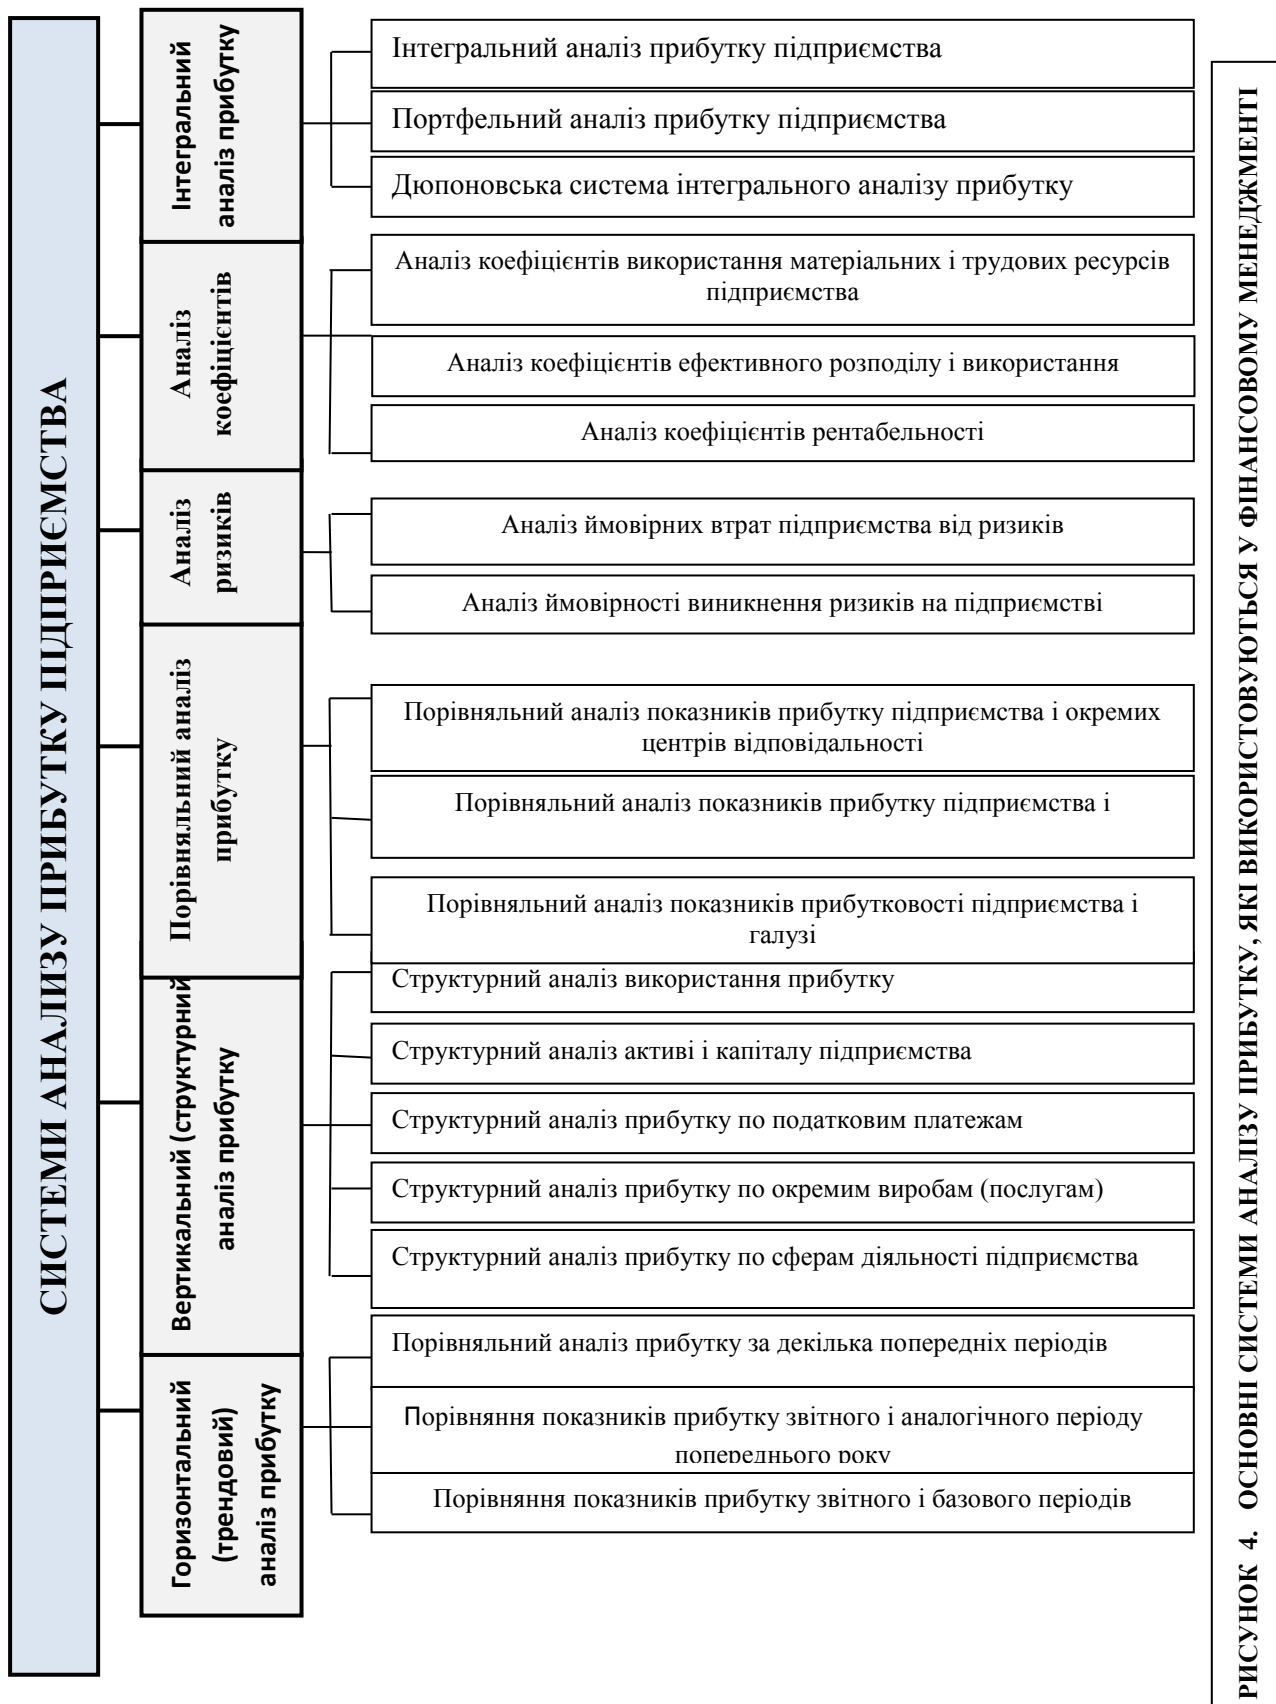 СИСТЕМИ АНАЛИЗУ ПРИБУТКУ ПІДПРИЄМСТВА
Інтегральний
аналіз прибутку
Інтегральний аналіз прибутку підприємства
Портфельний аналіз прибутку підприємства
Дюпоновська система інтегрального аналізу прибутку
Аналіз
коефіцієнтів
Аналіз коефіцієнтів використання матеріальних і трудових ресурсів
підприємства
Аналіз коефіцієнтів ефективного розподілу і використання
Аналіз коефіцієнтів рентабельності
Аналіз
ризиків
Аналіз ймовірних втрат підприємства від ризиків
Аналіз ймовірності виникнення ризиків на підприємстві
Порівняльний аналіз
прибутку
Порівняльний аналіз показників прибутку підприємства і окремих
центрів відповідальності
Порівняльний аналіз показників прибутку підприємства і
Порівняльний аналіз показників прибутковості підприємства і
галузі
Вертикальний (структурний
аналіз прибутку
Структурний аналіз використання прибутку
Структурний аналіз активі і капіталу підприємства
Структурний аналіз прибутку по податковим платежам
Структурний аналіз прибутку по окремим виробам (послугам)
Структурний аналіз прибутку по сферам діяльності підприємства
Горизонтальний
(трендовий)
аналіз прибутку
Порівняльний аналіз прибутку за декілька попередніх періодів
Порівняння показників прибутку звітного і аналогічного періоду
попереднього року
Порівняння показників прибутку звітного і базового періодів
РИСУНОК 4. ОСНОВНІ СИСТЕМИ АНАЛІЗУ ПРИБУТКУ, ЯКІ ВИКОРИСТОВУЮТЬСЯ У ФІНАНСОВОМУ МЕНЕДЖМЕНТІ